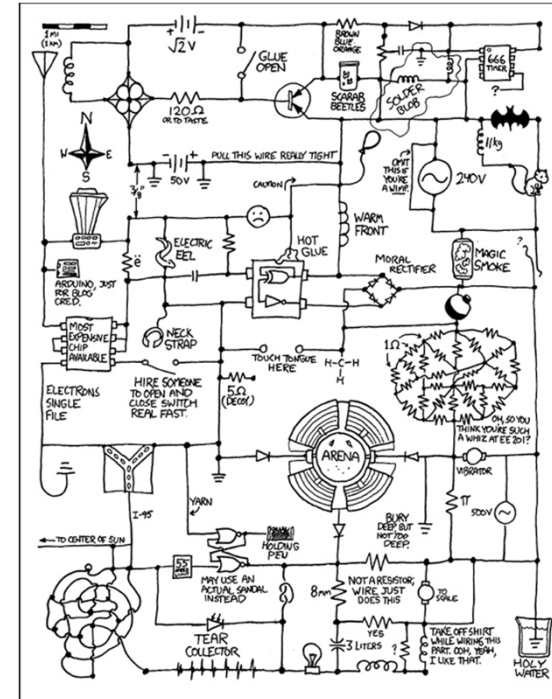 1MI
(1KM)
√2V
GLUE
OPEN
BROWN
BLUE
ORANGE
SCARAB
BEETLES
SOLDER
BLOB
666
TIMER
?
120Ω
OR TO TASTE
11kg
N
W
E
S
50V
PULL THIS WIRE REALLY TIGHT
OMIT
THIS IF
YOU'RE
A WIMP
240V
3/8"
CAUTION
WARM
FRONT
HOT
GLUE
ELECTRIC
EEL
ë
MORAL
RECTIFIER
MAGIC
SMOKE
?
ARDUINO, JUST
FOR BLOG
CRED.
MOST
EXPENSIVE
CHIP
AVAILABLE
NECK
STRAP
TOUCH TONGUE
HERE
H-C-H
H
1Ω
ELECTRONS
SINGLE
FILE
HIRE SOMEONE
TO OPEN AND
CLOSE SWITCH
REAL FAST.
5Ω
(DECOY)
OH, SO YOU
THINK YOU'RE SUCH
A WHIZ AT EE 201?
ARENA
VIBRATOR
I-95
YARN
BURY
DEEP BUT
NOT TOO
DEEP.
π
500V
TO CENTER OF SUN
HOLDING
PEN
55
MAY USE AN
ACTUAL SANDAL
INSTEAD
8mm
NOT A RESISTOR,
WIRE JUST
DOES THIS
TO
SCALE
TEAR
COLLECTOR
YES
3 LITERS
?
TAKE OFF SHIRT
WHILE WIRING THIS
PART. OOH, YEAH,
I LIKE THAT.
HOLY
WATER